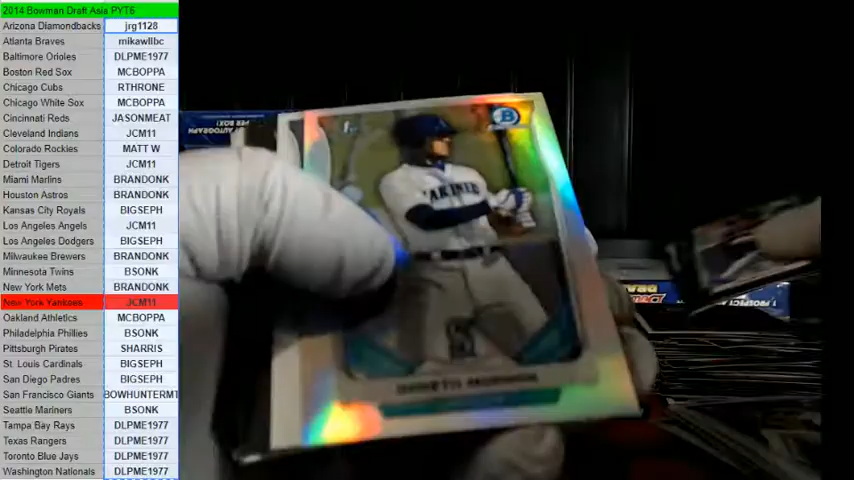 2014 Bowman Draft Asia PYT6
Arizona Diamondbacks jrg1128
Atlanta Braves mikawllbc
Baltimore Orioles DLPME1977
Boston Red Sox MCBOPPA
Chicago Cubs RTHRONE
Chicago White Sox MCBOPPA
Cincinnati Reds JASONMEAT
Cleveland Indians JCM11
Colorado Rockies MATT W
Detroit Tigers JCM11
Miami Marlins BRANDONK
Houston Astros BRANDONK
Kansas City Royals BIGSEPH
Los Angeles Angels JCM11
Los Angeles Dodgers BIGSEPH
Milwaukee Brewers BRANDONK
Minnesota Twins BSONK
New York Mets BRANDONK
New York Yankees JCM11
Oakland Athletics MCBOPPA
Philadelphia Phillies BSONK
Pittsburgh Pirates SHARRIS
St. Louis Cardinals BIGSEPH
San Diego Padres BIGSEPH
San Francisco Giants BOWHUNTERMT
Seattle Mariners BSONK
Tampa Bay Rays DLPME1977
Texas Rangers DLPME1977
Toronto Blue Jays DLPME1977
Washington Nationals DLPME1977
PER BOX!
AUTOGRAPH
B
ARINE